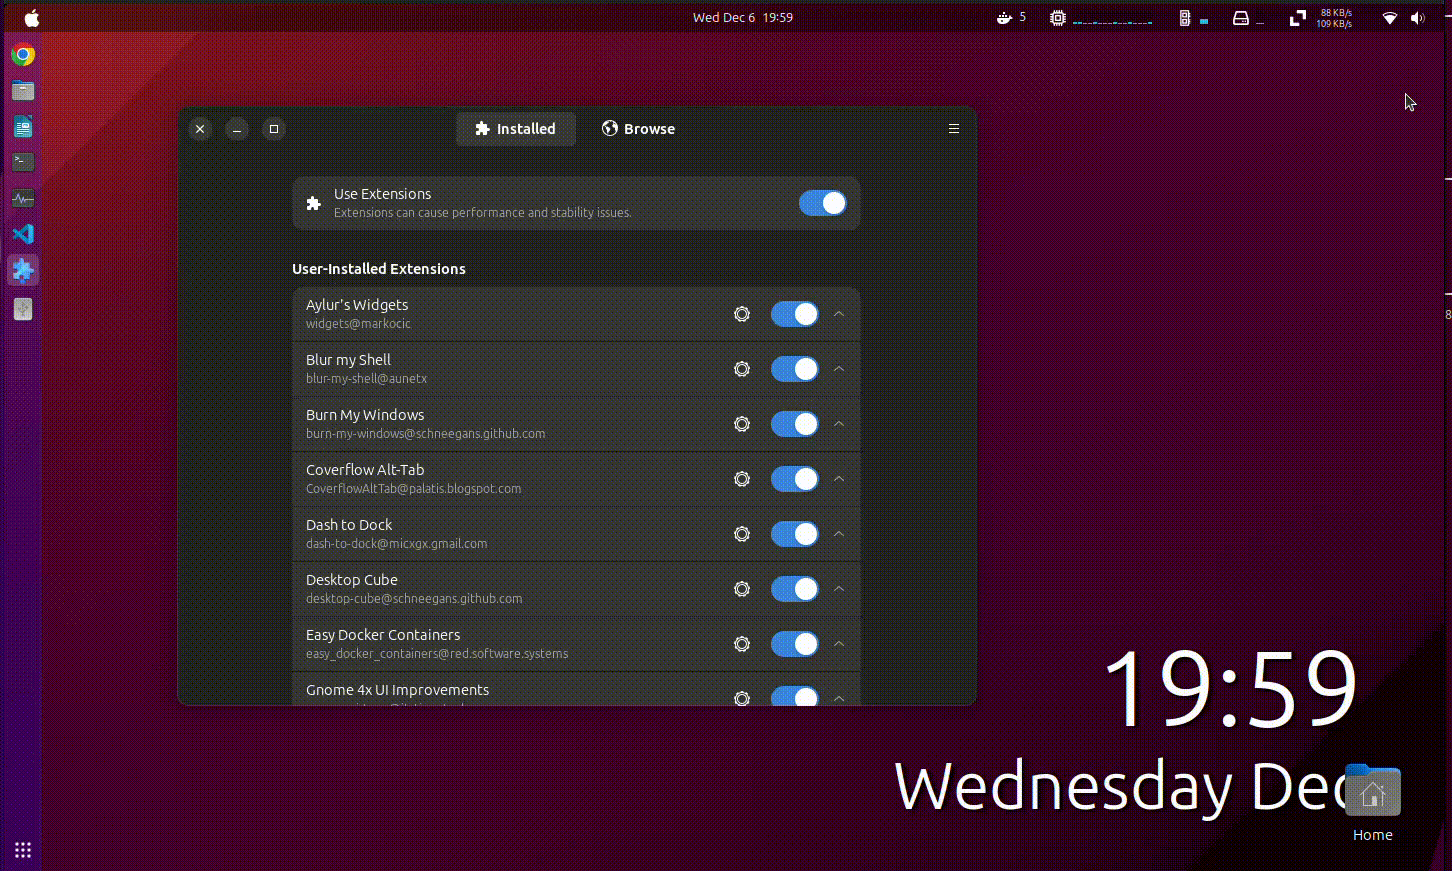 Wed Dec 6 19:59
5
88 KB/s
109 KB/s
Installed
Browse
Use Extensions
Extensions can cause performance and stability issues.
User-Installed Extensions
Aylur's Widgets
widgets@markocic
Blur my Shell
blur-my-shell@aunetx
Burn My Windows
burn-my-windows@schneegans.github.com
Coverflow Alt-Tab
CoverflowAltTab@palatis.blogspot.com
Dash to Dock
dash-to-dock@micxgx.gmail.com
Desktop Cube
desktop-cube@schneegans.github.com
Easy Docker Containers
easy_docker_containers@red.software.systems
Gnome 4x UI Improvements
19:59
Wednesday Dec
Home